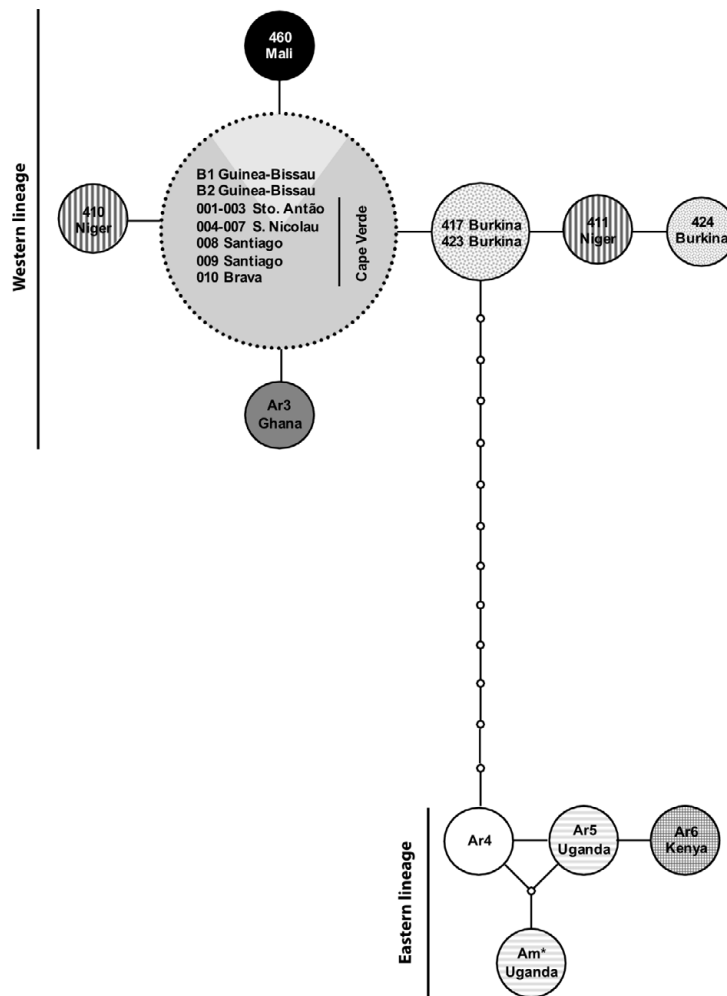 460
Mali
Western lineage
410
Niger
B1 Guinea-Bissau
B2 Guinea-Bissau
001-003 Sto. Antão
004-007 S. Nicolau
008 Santiago
009 Santiago
010 Brava
Cape Verde
417 Burkina
423 Burkina
411
Niger
424
Burkina
Ar3
Ghana
Eastern lineage
Ar4
Ar5
Uganda
Ar6
Kenya
Am*
Uganda